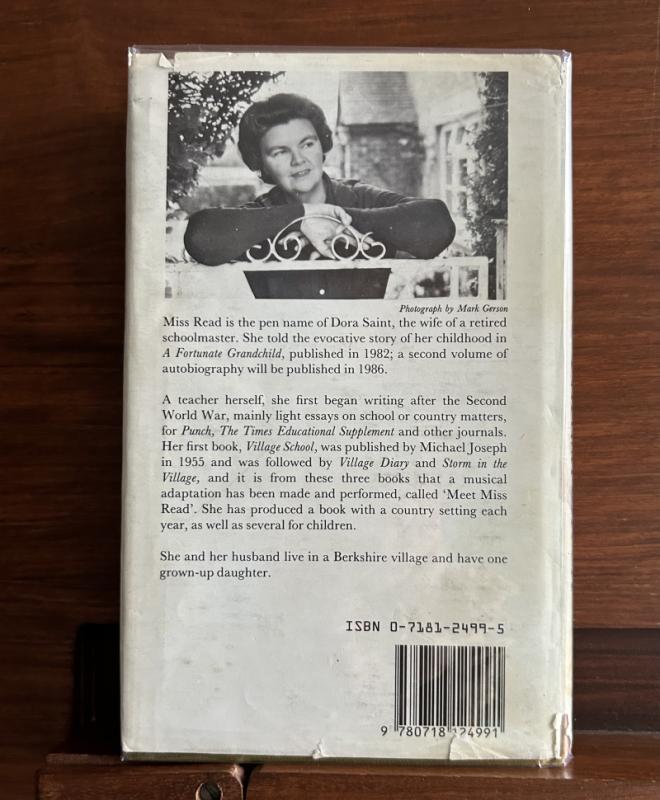 Photograph by Mark Gerson
Miss Read is the pen name of Dora Saint, the wife of a retired
schoolmaster. She told the evocative story of her childhood in
A Fortunate Grandchild, published in 1982; a second volume of
autobiography will be published in 1986.
A teacher herself, she first began writing after the Second
World War, mainly light essays on school or country matters,
for Punch, The Times Educational Supplement and other journals.
Her first book, Village School, was published by Michael Joseph
in 1955 and was followed by Village Diary and Storm in the
Village, and it is from these three books that a musical
adaptation has been made and performed, called ‘Meet Miss
Read’. She has produced a book with a country setting each
year, as well as several for children.
She and her husband live in a Berkshire village and have one
grown-up daughter.
ISBN 0-7181-2499-5
9 780718 124991